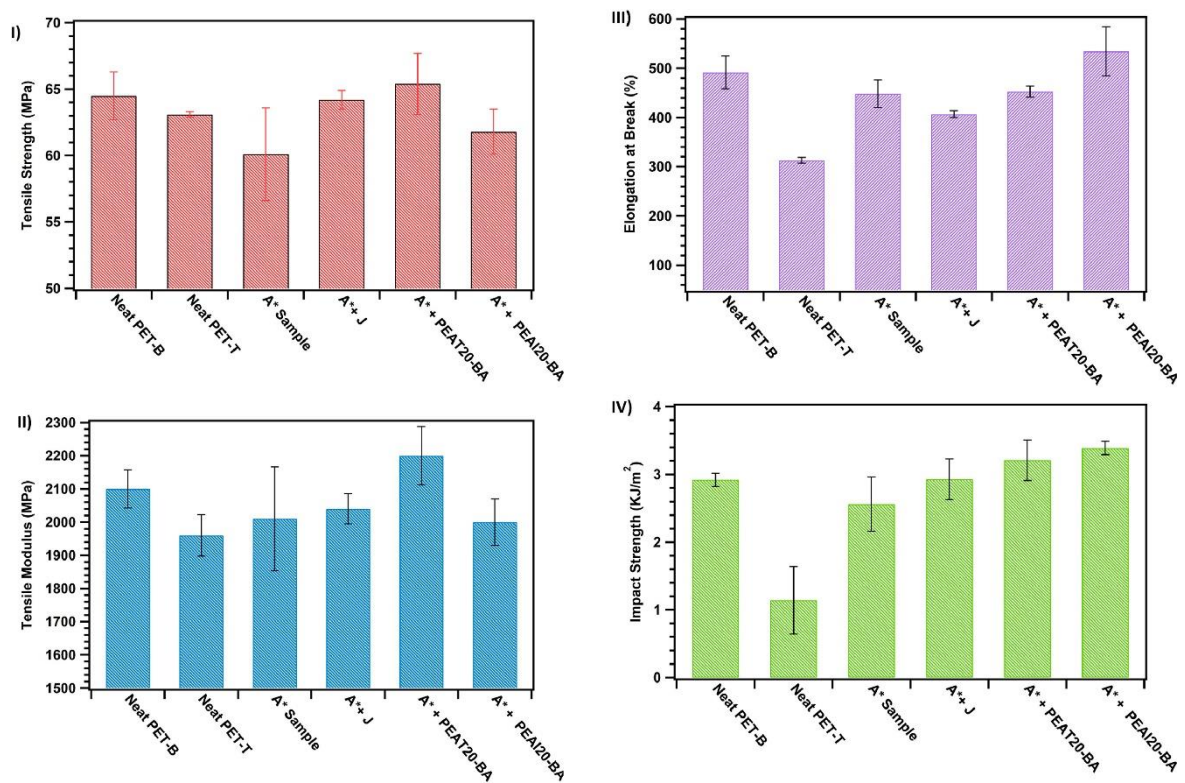 I)
Tensile Strength (MPa)
70
65
60
55
50
Neat PET-B
Neat PET-T
A* Sample
A*+ J
A* + PEAT20-BA
A* + PEAI20-BA
III)
Elongation at Break (%)
600
500
400
300
200
100
Neat PET-B
Neat PET-T
A* Sample
A*+ J
A* + PEAT20-BA
A* + PEAI20-BA
II)
Tensile Modulus (MPa)
2300
2200
2100
2000
1900
1800
1700
1600
1500
Neat PET-B
Neat PET-T
A* Sample
A*+ J
A* + PEAT20-BA
A* + PEAI20-BA
IV)
Impact Strength (KJ/m²)
4
3
2
1
0
Neat PET-B
Neat PET-T
A* Sample
A*+ J
A* + PEAT20-BA
A* + PEAI20-BA